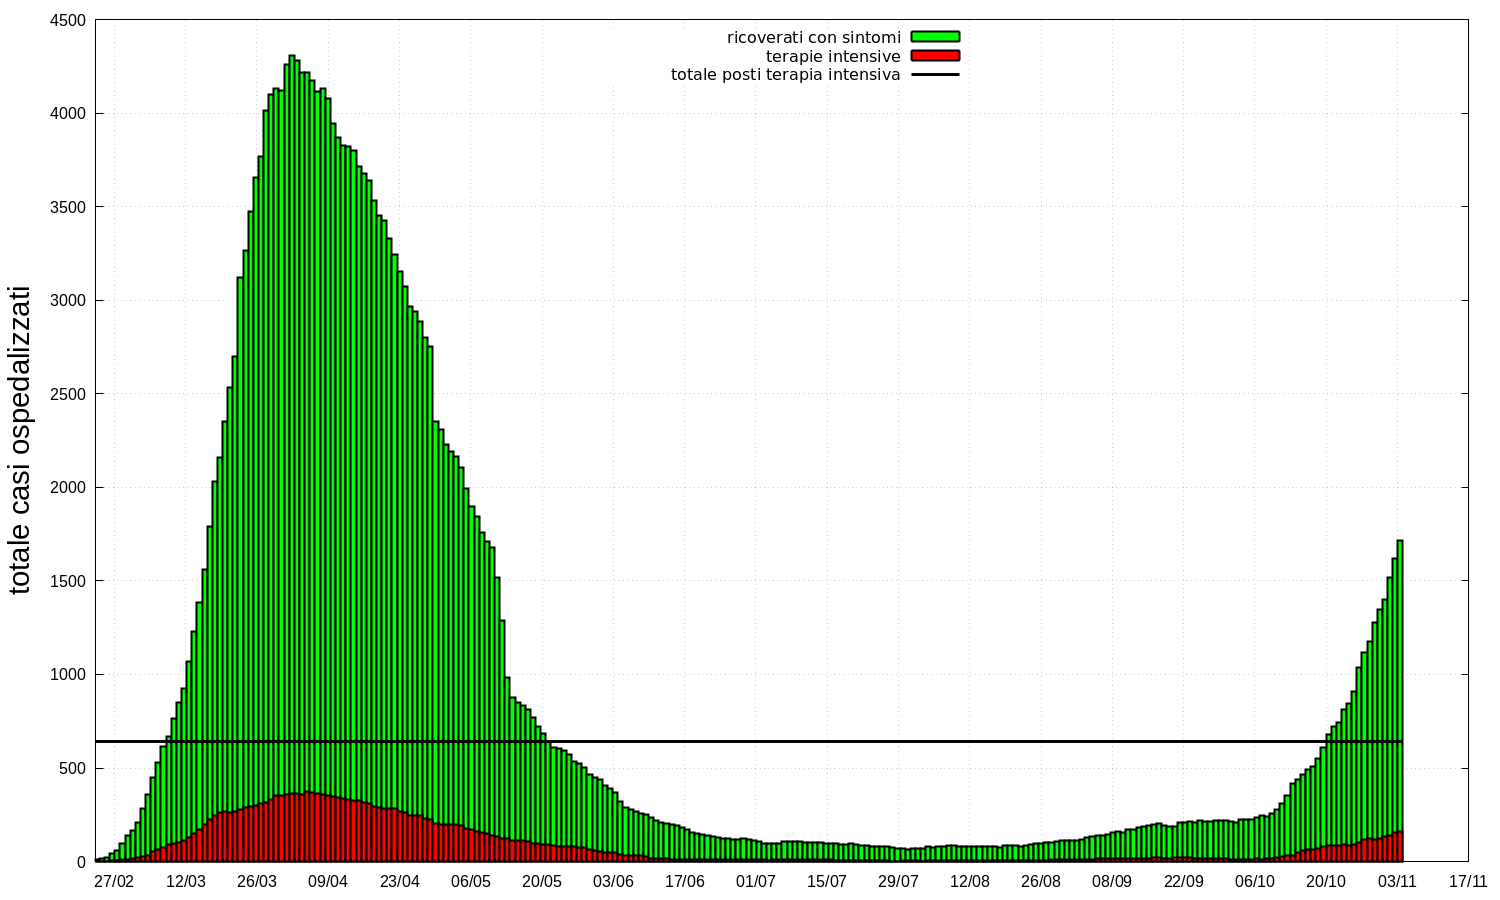 ricoverati con sintomi
terapie intensive
totale posti terapia intensiva
totale casi ospedalizzati
4500
4000
3500
3000
2500
2000
1500
1000
500
0
27/02 12/03 26/03 09/04 23/04 06/05 20/05 03/06 17/06 01/07 15/07 29/07 12/08 26/08 08/09 22/09 06/10 20/10 03/11 17/11